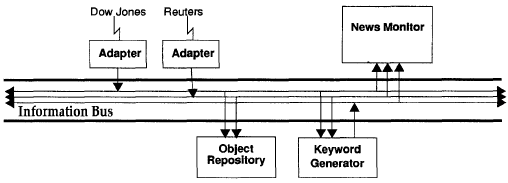 Dow Jones
Reuters
Adapter
Adapter
News Monitor
Information Bus
Object
Repository
Keyword
Generator